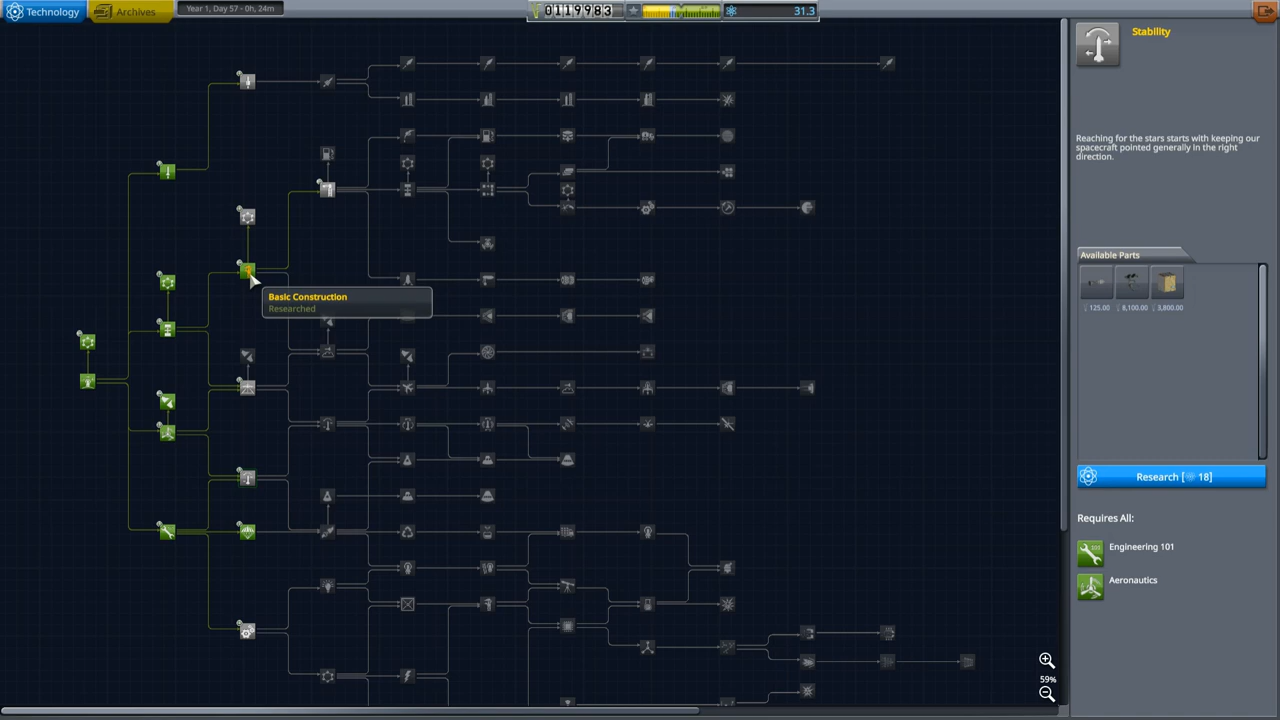 Technology
Archives
Year 1, Day 57 - 0h, 24m
0119983
31.3
Stability
Reaching for the stars starts with keeping our
spacecraft pointed generally in the right
direction.
Available Parts
125.00
8,100.00
3,800.00
Research [ 18]
Requires All:
101
Engineering 101
Aeronautics
Basic Construction
Researched
59%